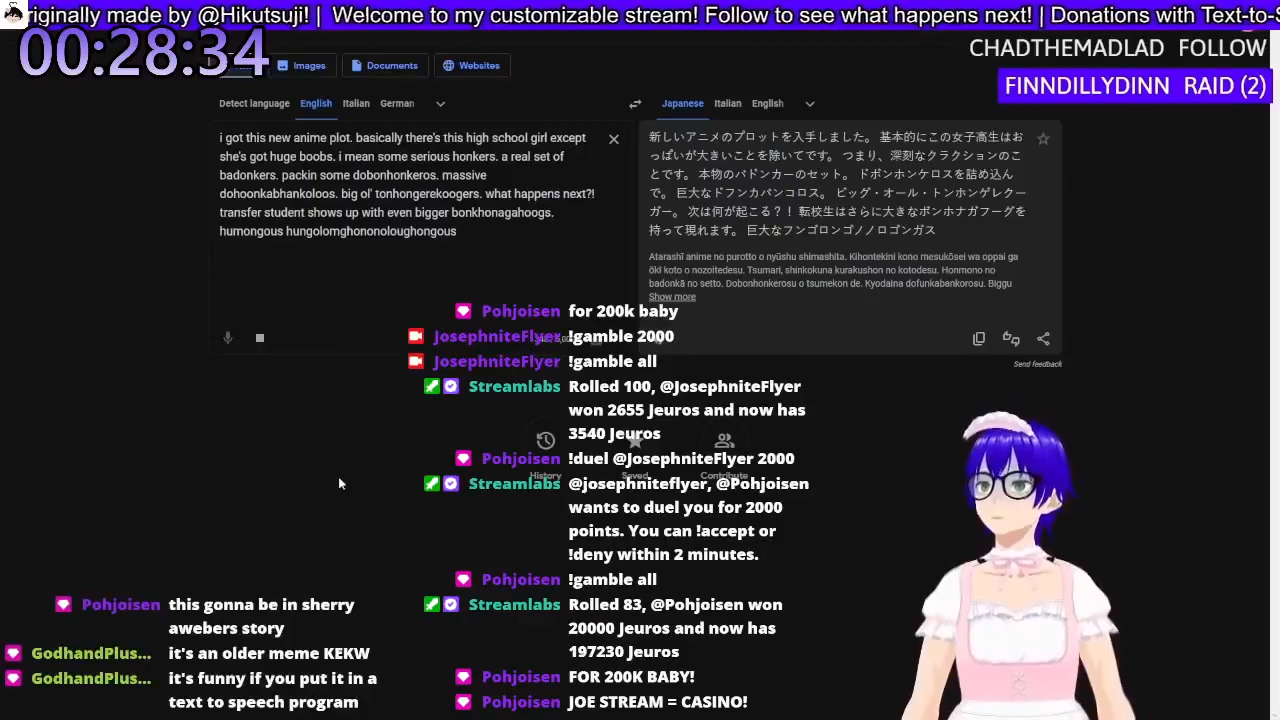 riginally made by @Hikutsuji! | Welcome to my customizable stream! Follow to see what happens next! | Donations with Text-to-S
00:28:34
CHADTHEMADLAD FOLLOW
FINNDILLYDINN RAID (2)
Images
Documents
Websites
Detect language
English
Italian
German
Japanese
Italian
English
i got this new anime plot. basically there's this high school girl except
she's got huge boobs. i mean some serious honkers. a real set of
badonkers. packin some dobonhonkeros. massive
dohoonkabhankoloos. big ol' tonhongerekoogers. what happens next?!
transfer student shows up with even bigger bonkhonagahoogs.
humongous hungolomghononoloughongous
新しいアニメのプロットを入手しました。 基本的にこの女子高生はお
っぱいが大きいことを除いてです。 つまり、深刻なクラクションのこ
とです。 本物のバドンカーのセット。 ドボンホンケロスを詰め込ん
で。 巨大なドフンカバンコロス。 ビッグ・オール・トンホンゲレクー
ガー。 次は何が起こる？！ 転校生はさらに大きなボンホナガフーグを
持って現れます。 巨大なフンゴロンゴノノロゴンガス
Atarashī anime no purotto o nyūshu shimashita. Kihontekini kono mesukōsei wa oppai ga
ōki koto o nozoitedesu. Tsumari, shinkokuna kurakushon no kotodesu. Honmono no
badonkā no setto. Dobonhonkerosu o tsumekon de. Kyodaina dofunkabankorosu. Biggu
Show more
Send feedback
Pohjoisen for 200k baby
JosephniteFlyer !gamble 2000
JosephniteFlyer !gamble all
Streamlabs Rolled 100, @JosephniteFlyer
won 2655 Jeuros and now has
3540 Jeuros
Pohjoisen !duel @JosephniteFlyer 2000
History
Saved
Contribute
Streamlabs @josephniteflyer, @Pohjoisen
wants to duel you for 2000
points. You can !accept or
!deny within 2 minutes.
Pohjoisen !gamble all
Streamlabs Rolled 83, @Pohjoisen won
20000 Jeuros and now has
197230 Jeuros
Pohjoisen FOR 200K BABY!
Pohjoisen JOE STREAM = CASINO!
Pohjoisen this gonna be in sherry
awebers story
GodhandPlus... it's an older meme KEKW
GodhandPlus... it's funny if you put it in a
text to speech program